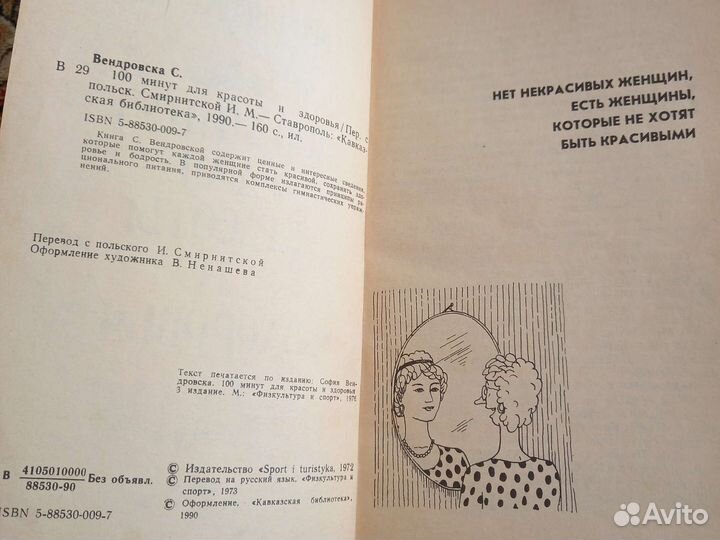 Вендровска С.
В 29 100 минут для красоты и здоровья/Пер. с
польск. Смирнитской И. М.— Ставрополь: «Кавказ-
ская библиотека», 1990.— 160 с., ил.
ISBN 5-88530-009-7
Книга С. Вендровской содержит ценные и интересные сведения,
которые помогут каждой женщине стать красивой, сохранить здо-
ровье и бодрость. В популярной форме излагаются принципы ра-
ционального питания, приводятся комплексы гимнастических упраж-
нений.
Перевод с польского И. Смирнитской
Оформление художника В. Ненашева
Текст печатается по изданию: София Вен-
дровска. 100 минут для красоты и здоровья
3 издание. М.: «Физкультура и спорт», 1976
В 4105010000 Без объявл.
88530-90
ISBN 5-88530-009-7
© Издательство «Sport i turistyka, 1972
© Перевод на русский язык. «Физкультура и
спорт», 1973
© Оформление. «Кавказская библиотека»,
1990
НЕТ НЕКРАСИВЫХ ЖЕНЩИН,
ЕСТЬ ЖЕНЩИНЫ,
КОТОРЫЕ НЕ ХОТЯТ
БЫТЬ КРАСИВЫМИ
Avito